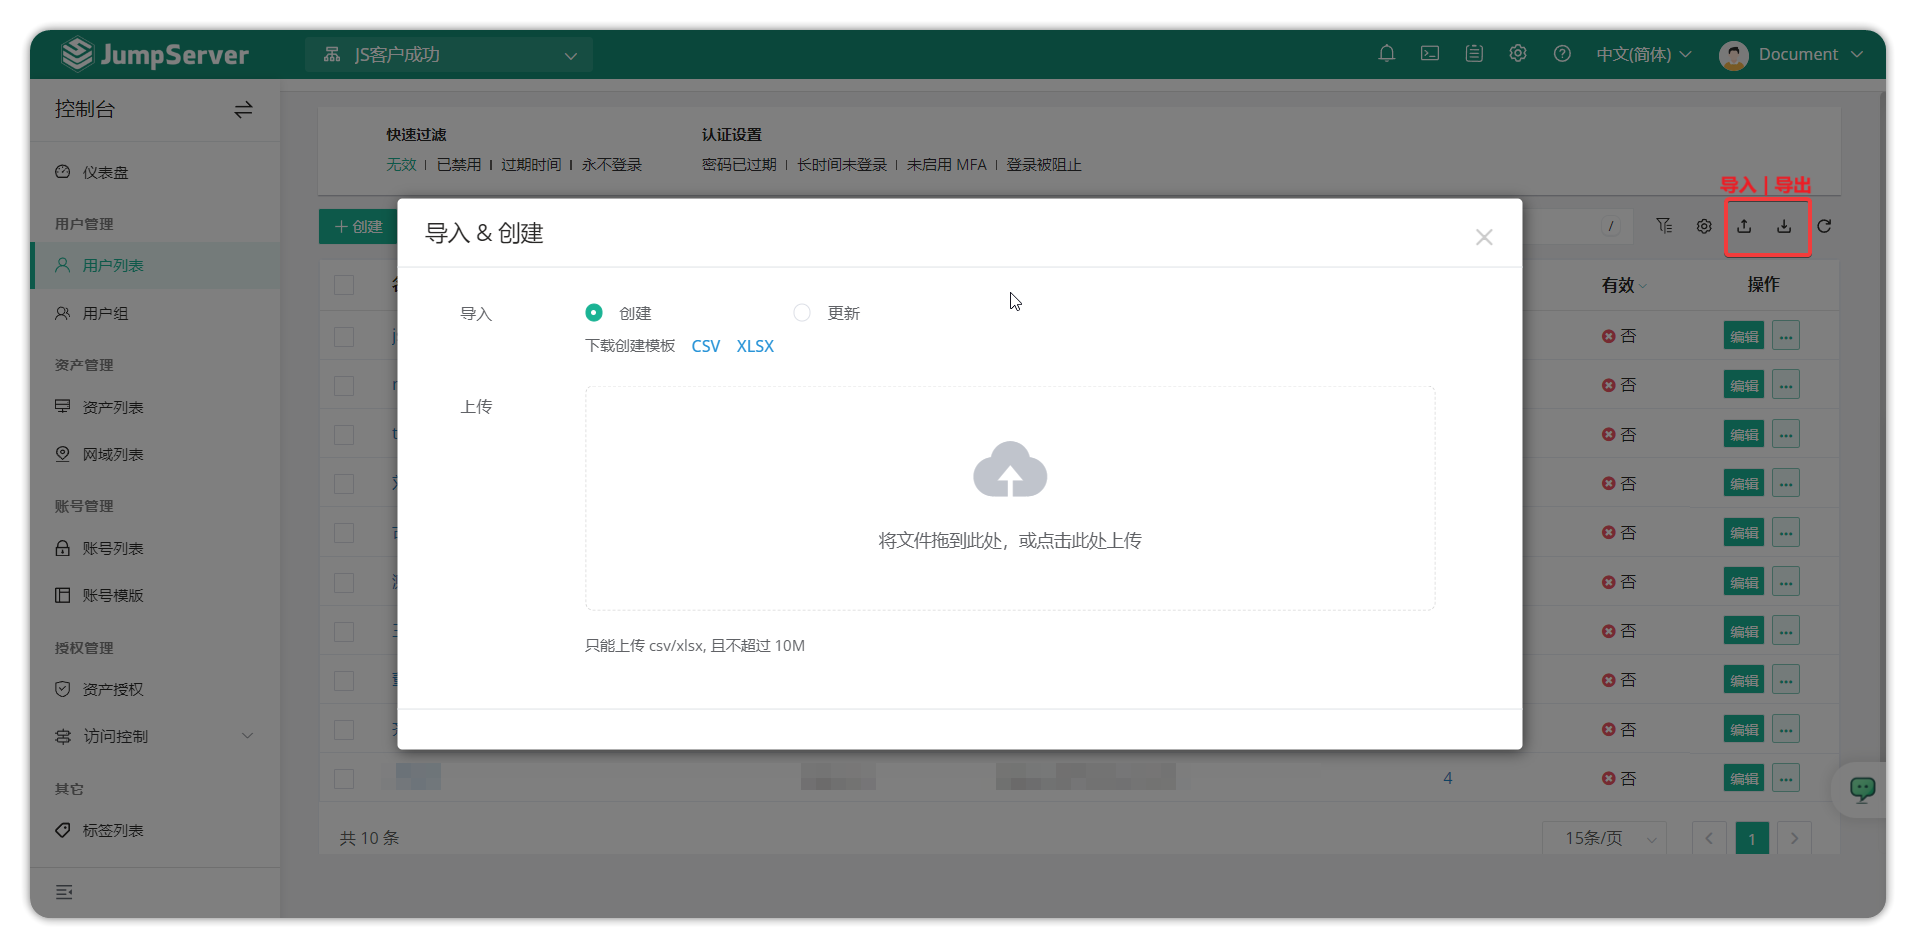 JumpServer
JS客户成功
中文(简体)
Document
控制台
仪表盘
用户管理
用户列表
用户组
资产管理
资产列表
网域列表
账号管理
账号列表
账号模版
授权管理
资产授权
访问控制
其它
标签列表
快速过滤
无效 | 已禁用 | 过期时间 | 永不登录
认证设置
密码已过期 | 长时间未登录 | 未启用 MFA | 登录被阻止
导入 | 导出
创建
/
导入 & 创建
导入
创建
更新
下载创建模板 CSV XLSX
上传
将文件拖到此处，或点击此处上传
只能上传 csv/xlsx, 且不超过 10M
有效 操作
否 编辑 ...
否 编辑 ...
否 编辑 ...
否 编辑 ...
否 编辑 ...
否 编辑 ...
否 编辑 ...
否 编辑 ...
否 编辑 ...
4 否 编辑 ...
共 10 条
15条/页
1